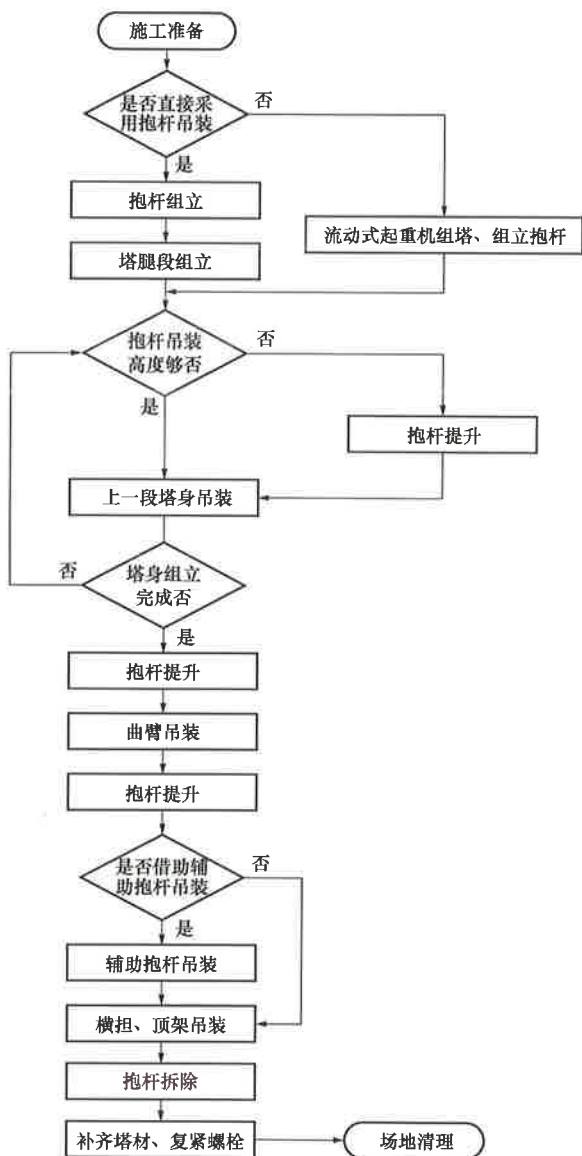 施工准备
是否直接采
用抱杆吊装
否
是
抱杆组立
流动式起重机组塔、组立抱杆
塔腿段组立
抱杆吊装
高度够否
否
是
抱杆提升
上一段塔身吊装
否
塔身组立
完成否
是
抱杆提升
曲臂吊装
抱杆提升
是否借助辅
助抱杆吊装
否
是
辅助抱杆吊装
横担、顶架吊装
抱杆拆除
补齐塔材、复紧螺栓
场地清理